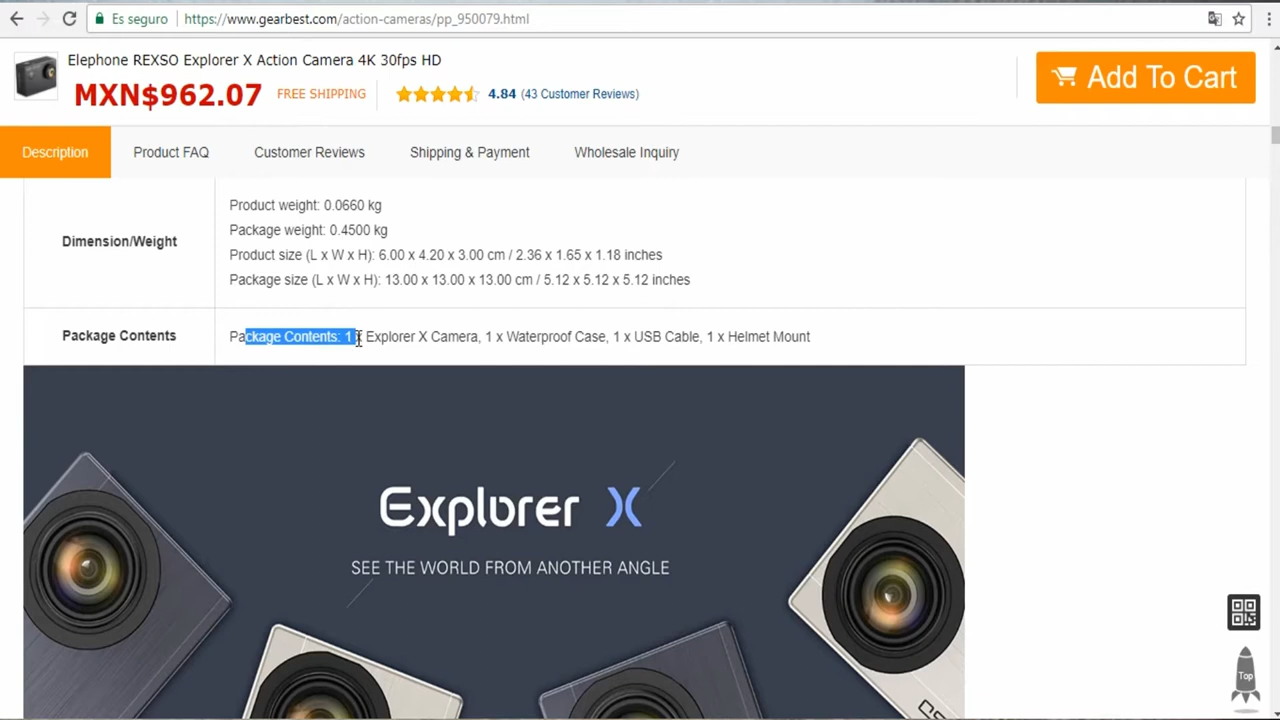 Es seguro
https://www.gearbest.com/action-cameras/pp_950079.html
Elephone REXSO Explorer X Action Camera 4K 30fps HD
MXN$962.07 FREE SHIPPING 4.84 (43 Customer Reviews)
Add To Cart
Description Product FAQ Customer Reviews Shipping & Payment Wholesale Inquiry
Dimension/Weight
Product weight: 0.0660 kg
Package weight: 0.4500 kg
Product size (L x W x H): 6.00 x 4.20 x 3.00 cm / 2.36 x 1.65 x 1.18 inches
Package size (L x W x H): 13.00 x 13.00 x 13.00 cm / 5.12 x 5.12 x 5.12 inches
Package Contents
Package Contents: 1 x Explorer X Camera, 1 x Waterproof Case, 1 x USB Cable, 1 x Helmet Mount
Explorer X
SEE THE WORLD FROM ANOTHER ANGLE
Top